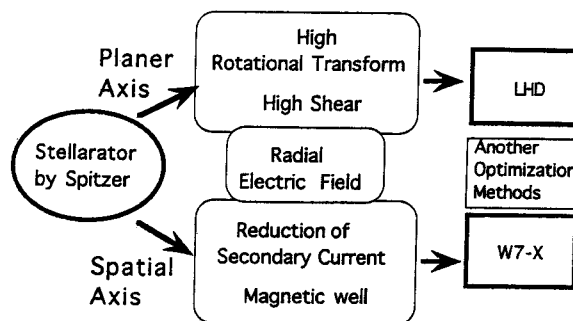 Planer
Axis
High
Rotational Transform
High Shear
LHD
Stellarator
by Spitzer
Radial
Electric Field
Another
Optimization
Methods
Spatial
Axis
Reduction of
Secondary Current
Magnetic well
W7-X